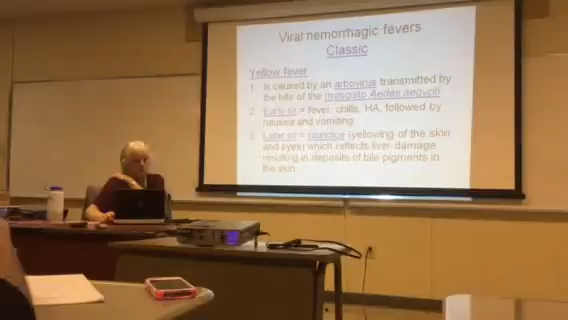 Viral hemorrhagic fevers
Classic
Yellow fever
1. Is caused by an arbovirus transmitted by
the bite of the mosquito Aedes aegypti
2. Early sx = fever, chills, HA, followed by
nausea and vomiting
3. Later sx = jaundice (yellowing of the skin
and eyes) which reflects liver damage
resulting in deposits of bile pigments in
the skin